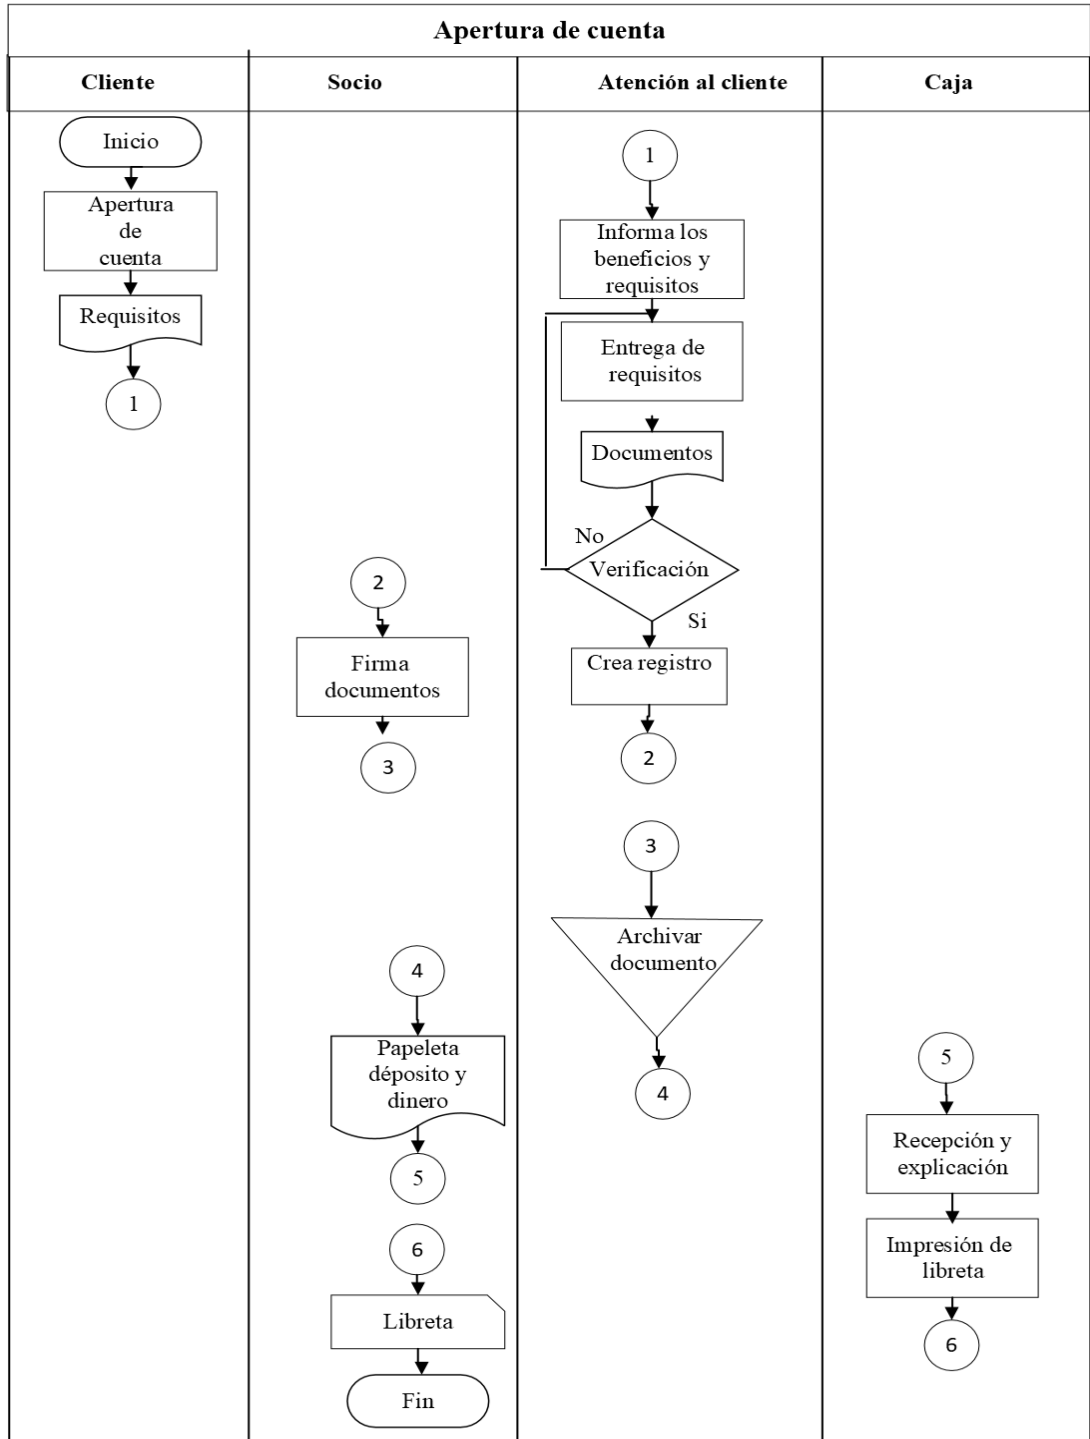 Apertura de cuenta
Cliente
Socio
Atención al cliente
Caja
Inicio
Apertura
de
cuenta
Requisitos
1
2
Firma
documentos
3
4
Papeleta
déposito y
dinero
5
6
Libreta
Fin
1
Informa los
beneficios y
requisitos
Entrega de
requisitos
Documentos
No
Verificación
Si
Crea registro
2
3
Archivar
documento
4
5
Recepción y
explicación
Impresión de
libreta
6